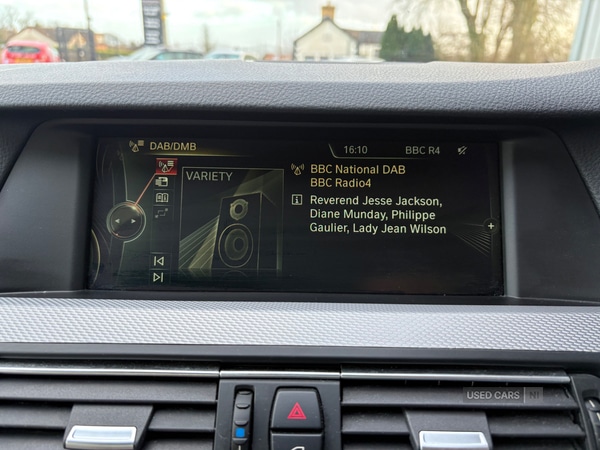 DAB/DMB
16:10
BBC R4
VARIETY
BBC National DAB
BBC Radio4
Reverend Jesse Jackson,
Diane Munday, Philippe
Gaulier, Lady Jean Wilson
USED CARS NI